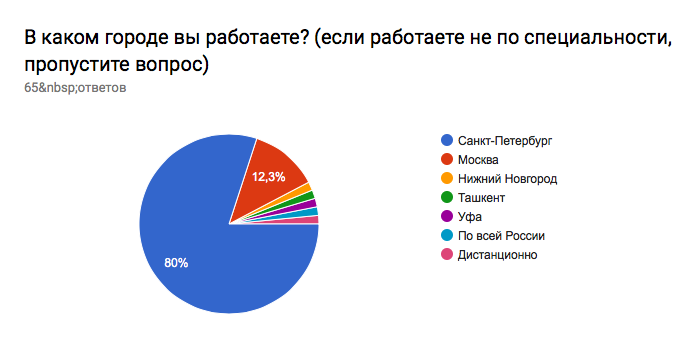 В каком городе вы работаете? (если работаете не по специальности,
пропустите вопрос)
65&nbsp;ответов
Санкт-Петербург
Москва
Нижний Новгород
Ташкент
Уфа
По всей России
Дистанционно
12,3%
80%